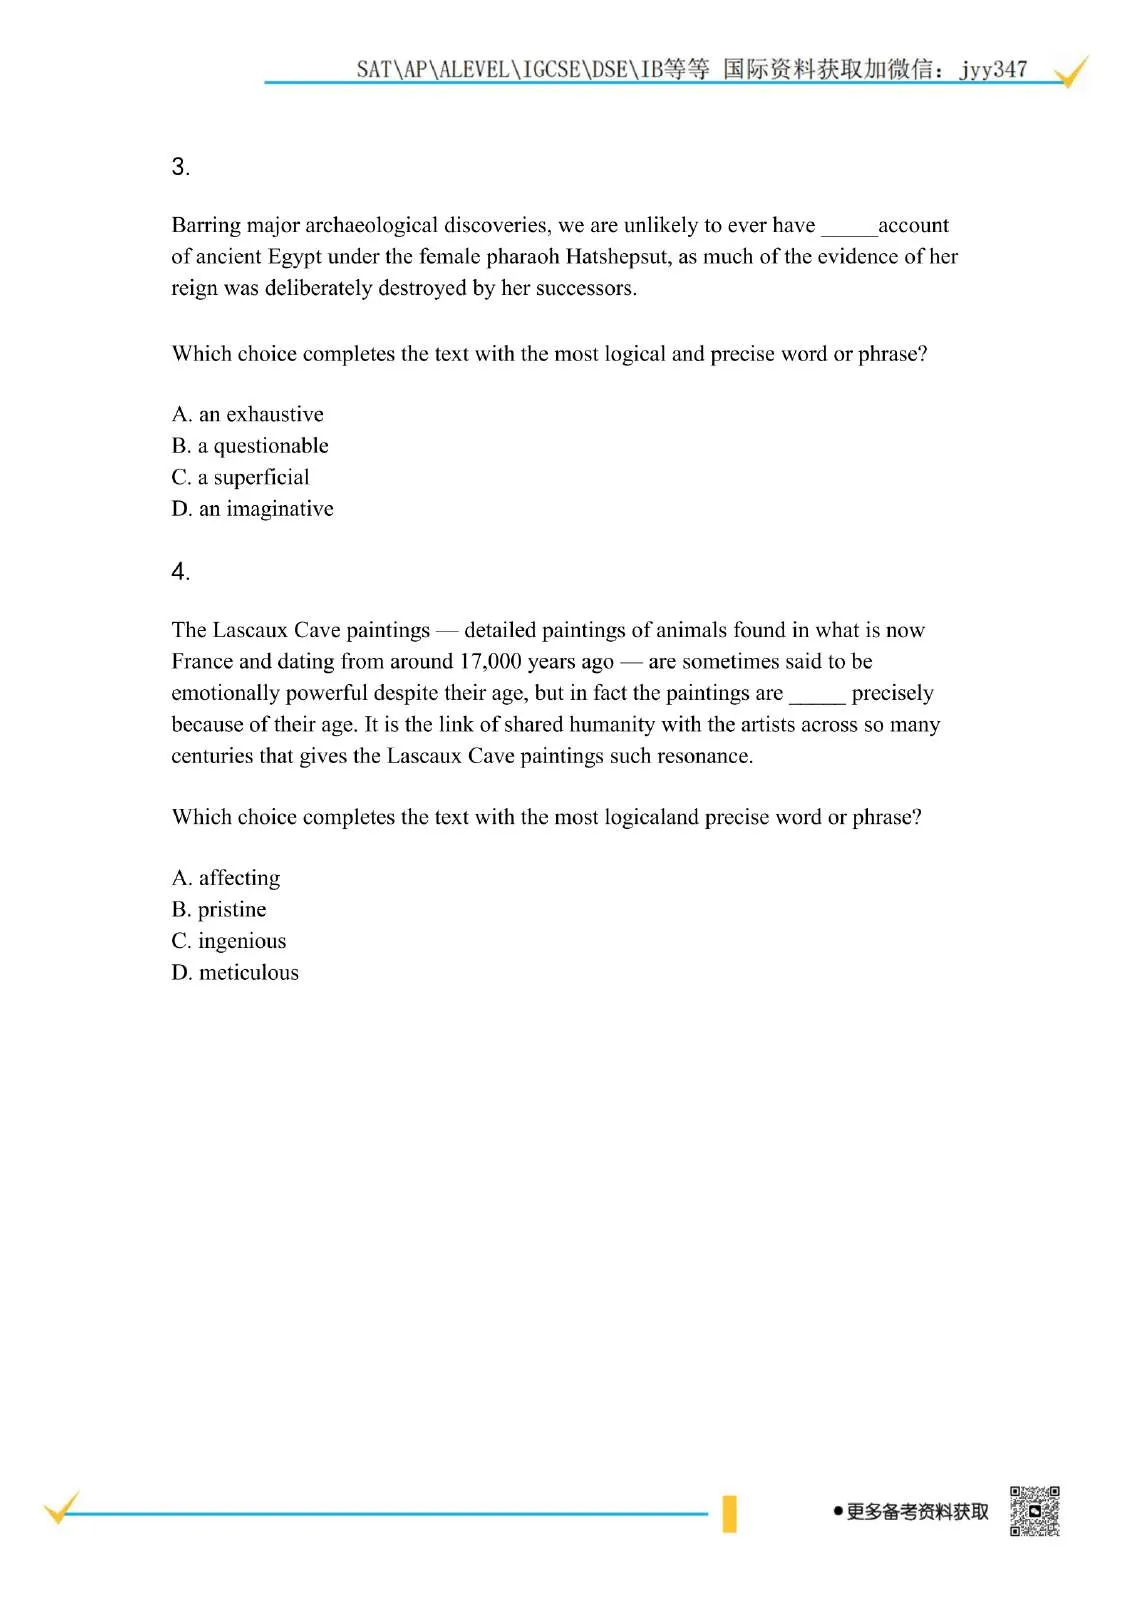 SAT\AP\ALEVEL\IGCSE\DSE\IB等等 国际资料获取加微信：jyy347
3.
Barring major archaeological discoveries, we are unlikely to ever have _____account
of ancient Egypt under the female pharaoh Hatshepsut, as much of the evidence of her
reign was deliberately destroyed by her successors.
Which choice completes the text with the most logical and precise word or phrase?
A. an exhaustive
B. a questionable
C. a superficial
D. an imaginative
4.
The Lascaux Cave paintings — detailed paintings of animals found in what is now
France and dating from around 17,000 years ago — are sometimes said to be
emotionally powerful despite their age, but in fact the paintings are _____ precisely
because of their age. It is the link of shared humanity with the artists across so many
centuries that gives the Lascaux Cave paintings such resonance.
Which choice completes the text with the most logicaland precise word or phrase?
A. affecting
B. pristine
C. ingenious
D. meticulous
●更多备考资料获取